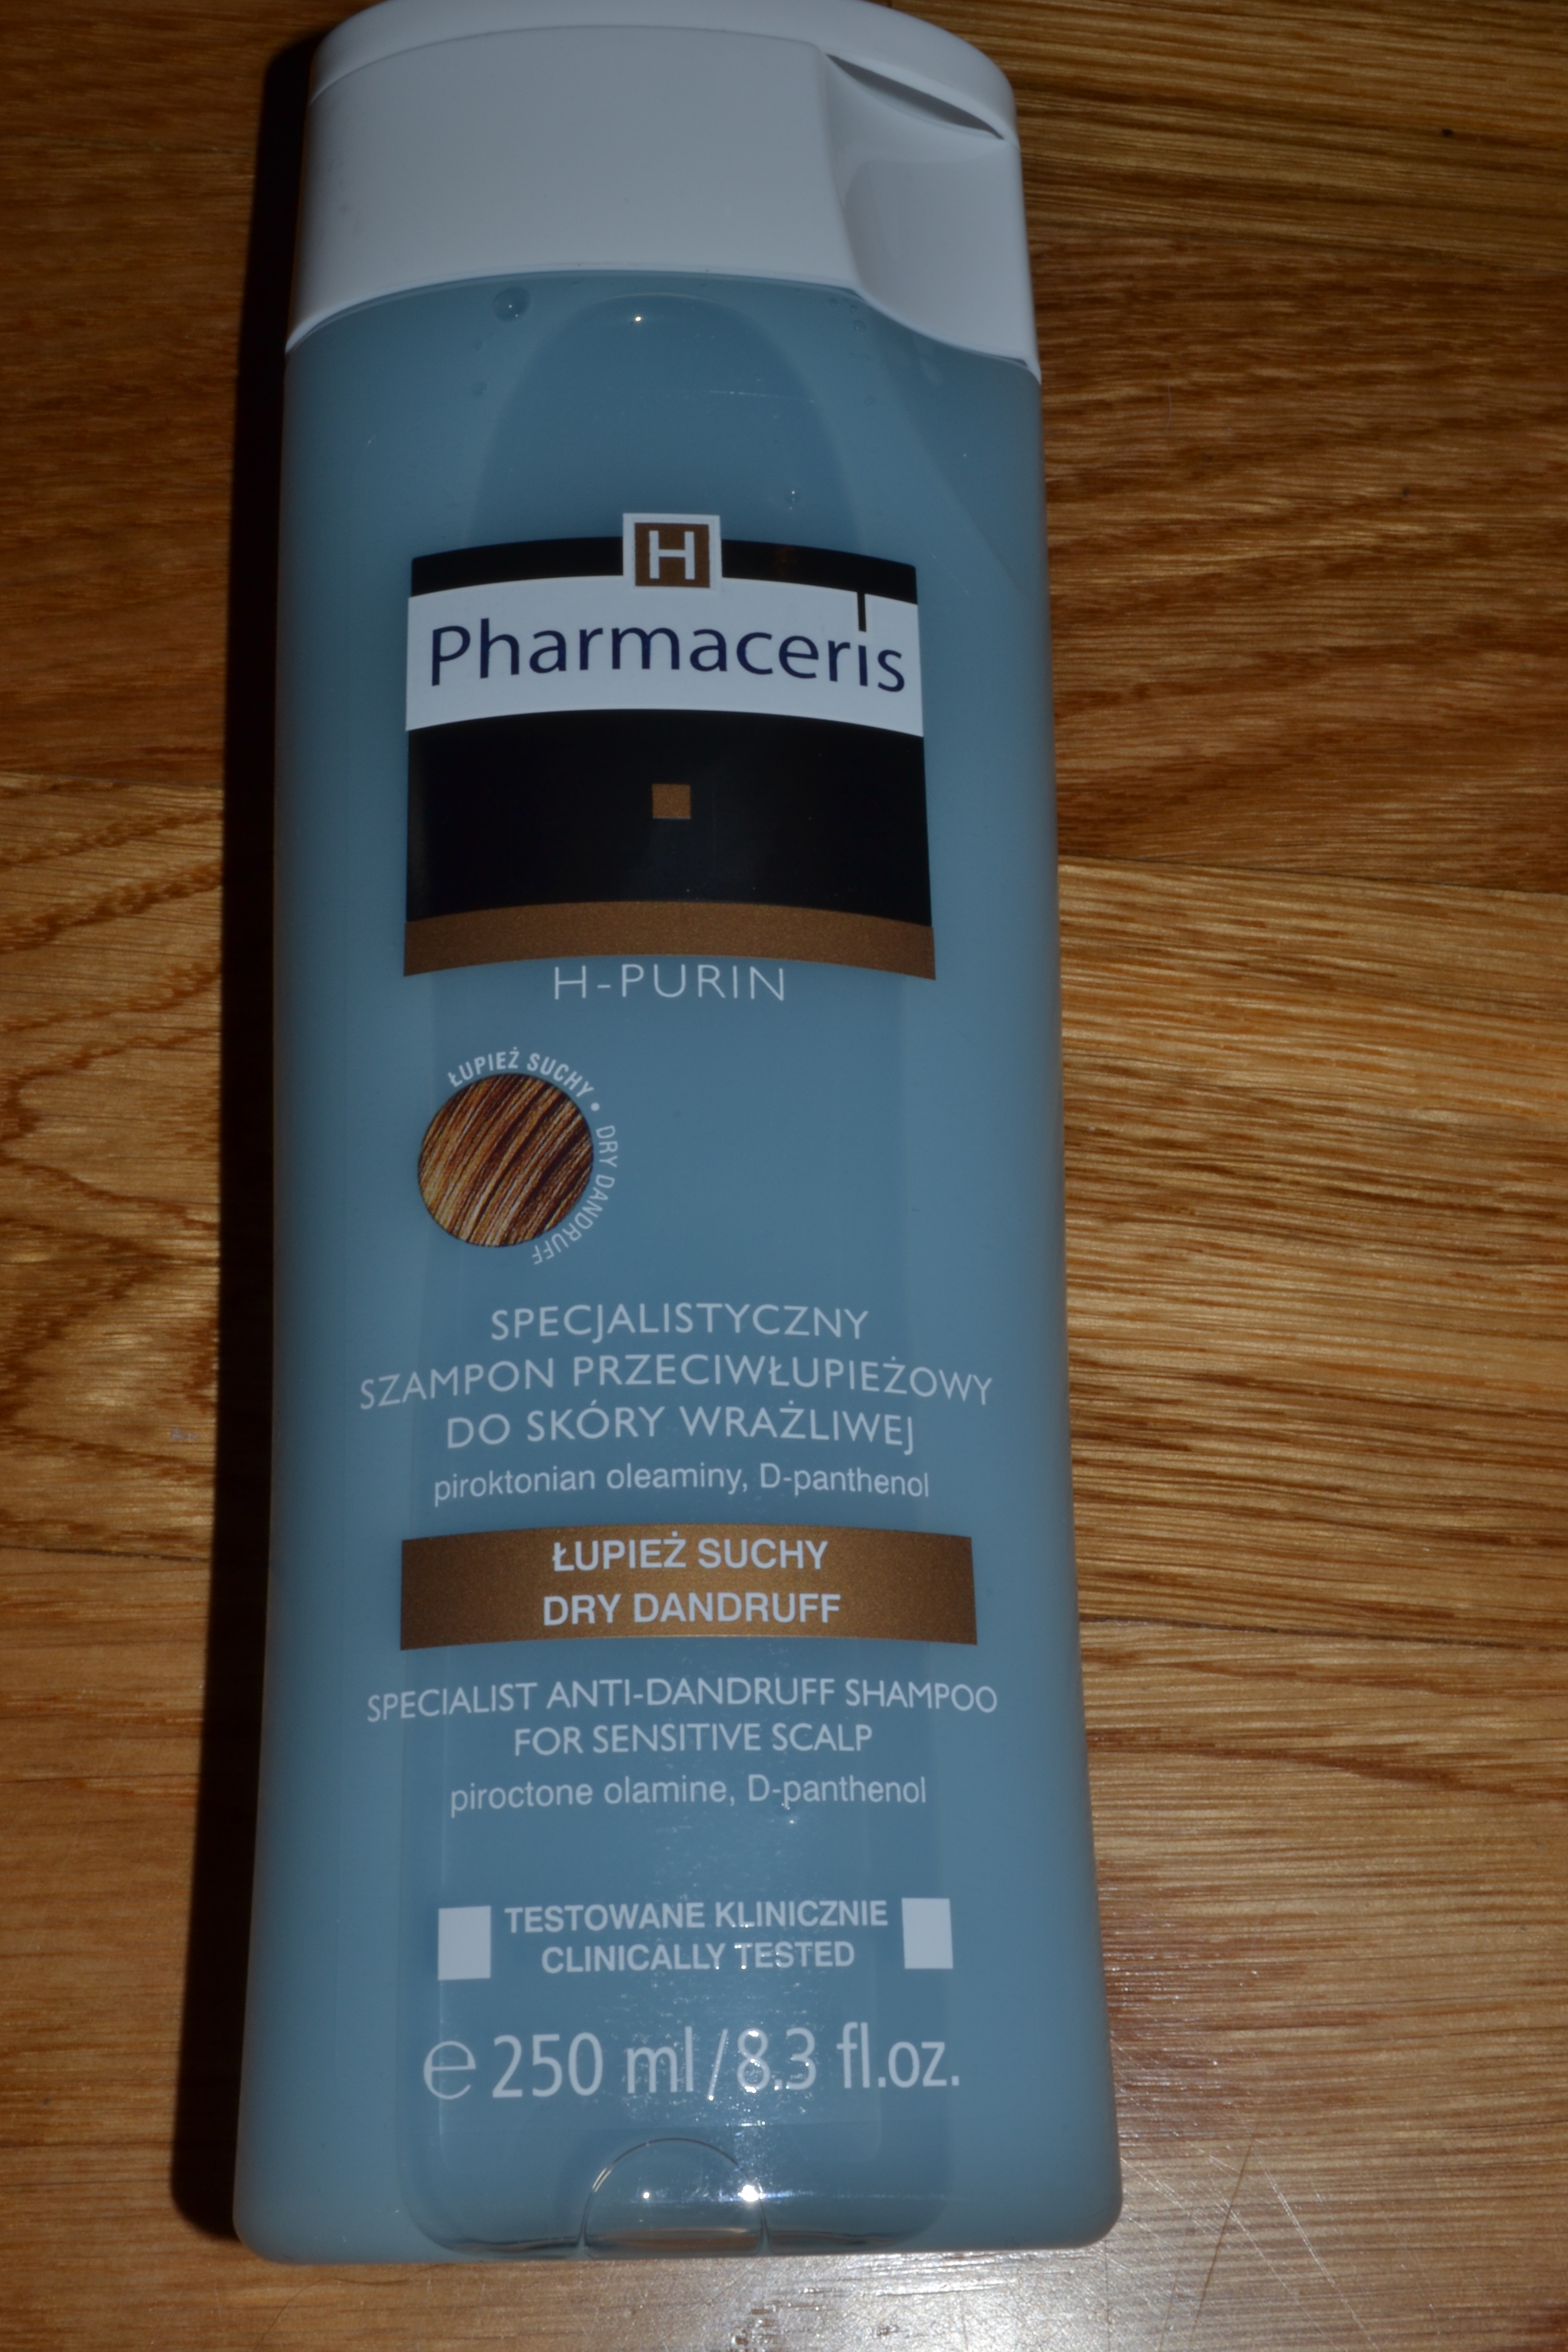 H
Pharmaceris
H-PURIN
ŁUPIEŻ SUCHY • DRY DANDRUFF
SPECJALISTYCZNY
SZAMPON PRZECIWŁUPIEŻOWY
DO SKÓRY WRAŻLIWEJ
piroktonian oleaminy, D-panthenol
ŁUPIEŻ SUCHY
DRY DANDRUFF
SPECIALIST ANTI-DANDRUFF SHAMPOO
FOR SENSITIVE SCALP
piroctone olamine, D-panthenol
TESTOWANE KLINICZNIE
CLINICALLY TESTED
℮ 250 ml/8.3 fl.oz.